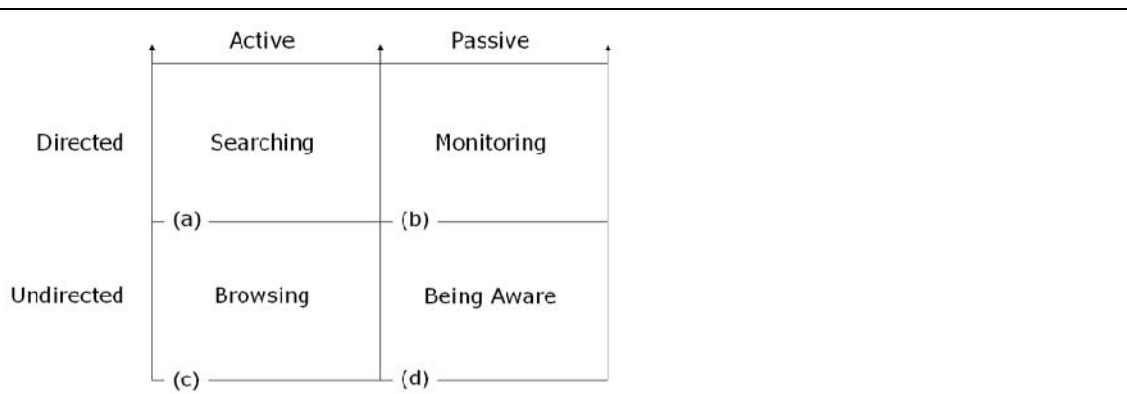 Active Passive
Directed Searching Monitoring
(a) (b)
Undirected Browsing Being Aware
(c) (d)